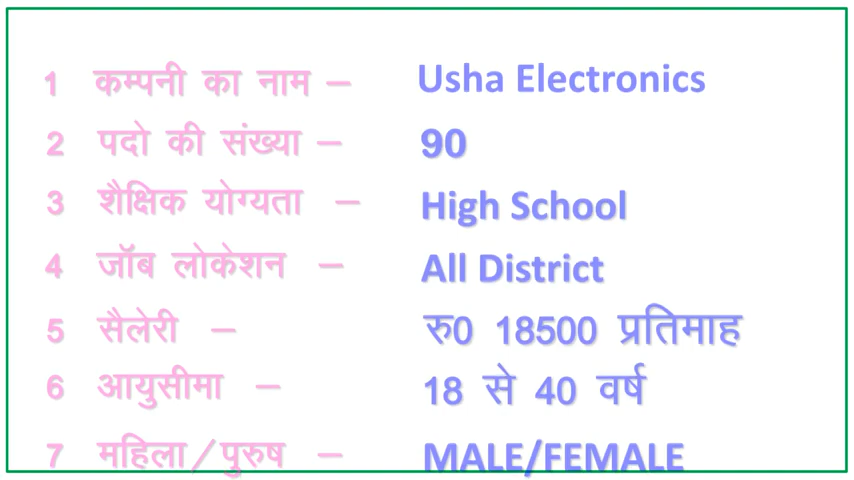 1 कम्पनी का नाम – Usha Electronics
2 पदो की संख्या – 90
3 शैक्षिक योग्यता – High School
4 जॉब लोकेशन – All District
5 सैलेरी – रु0 18500 प्रतिमाह
6 आयुसीमा – 18 से 40 वर्ष
7 महिला/पुरुष – MALE/FEMALE